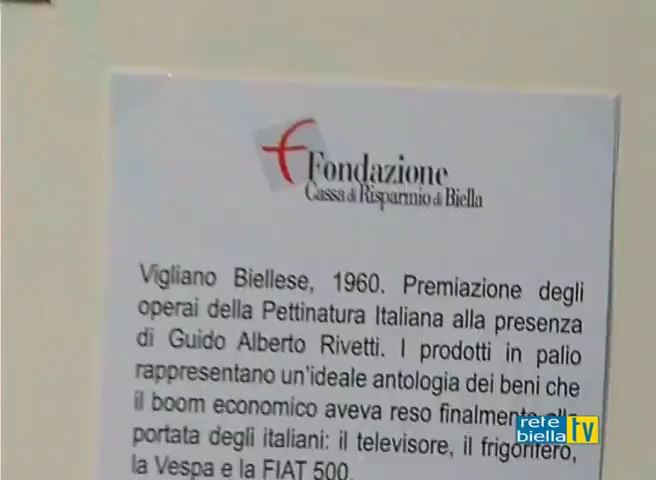 Fondazione
Cassa di Risparmio di Biella
Vigliano Biellese, 1960. Premiazione degli
operai della Pettinatura Italiana alla presenza
di Guido Alberto Rivetti. I prodotti in palio
rappresentano un'ideale antologia dei beni che
il boom economico aveva reso finalmente alla
portata degli italiani: il televisore, il frigorifero,
la Vespa e la FIAT 500.
rete
biella tv